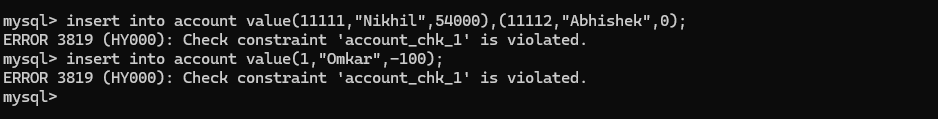 mysql> insert into account value(11111,"Nikhil",54000),(11112,"Abhishek",0);
ERROR 3819 (HY000): Check constraint 'account_chk_1' is violated.
mysql> insert into account value(1,"Omkar",-100);
ERROR 3819 (HY000): Check constraint 'account_chk_1' is violated.
mysql>